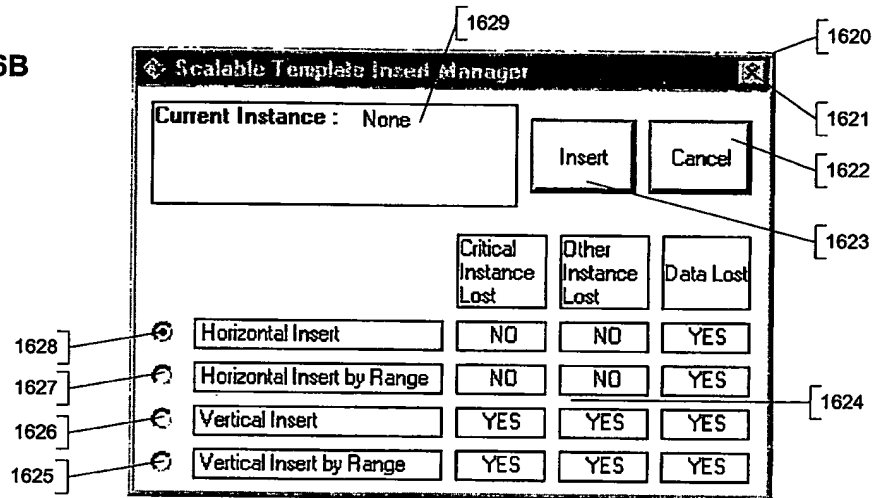 1629
1620
6B
Scalable Template Insert Manager
1621
Current Instance : None
Insert
Cancel
1622
1623
Critical Instance Lost
Other Instance Lost
Data Lost
1628
Horizontal Insert NO NO YES
1627
Horizontal Insert by Range NO NO YES
1624
1626
Vertical Insert YES YES YES
1625
Vertical Insert by Range YES YES YES